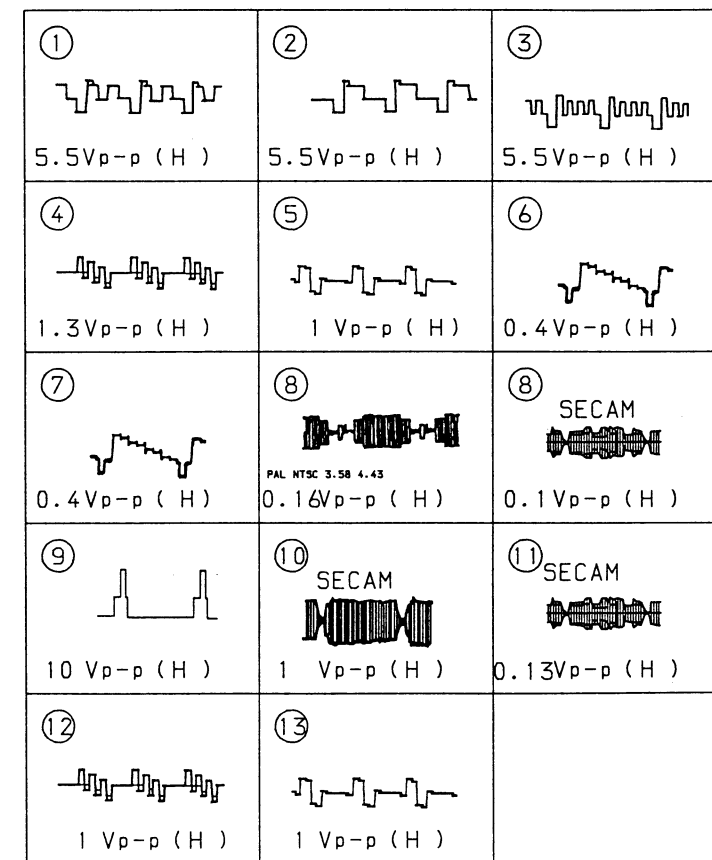 ① ② ③
5.5Vp-p ( H ) 5.5Vp-p ( H ) 5.5Vp-p ( H )
④ ⑤ ⑥
1.3Vp-p ( H ) 1 Vp-p ( H ) 0.4Vp-p ( H )
⑦ ⑧ ⑧
SECAM
PAL NTSC 3.58 4.43
0.4Vp-p ( H ) 0.16Vp-p ( H ) 0.1Vp-p ( H )
⑨ ⑩ ⑪
SECAM SECAM
10 Vp-p ( H ) 1 Vp-p ( H ) 0.13Vp-p ( H )
⑫ ⑬
1 Vp-p ( H ) 1 Vp-p ( H )